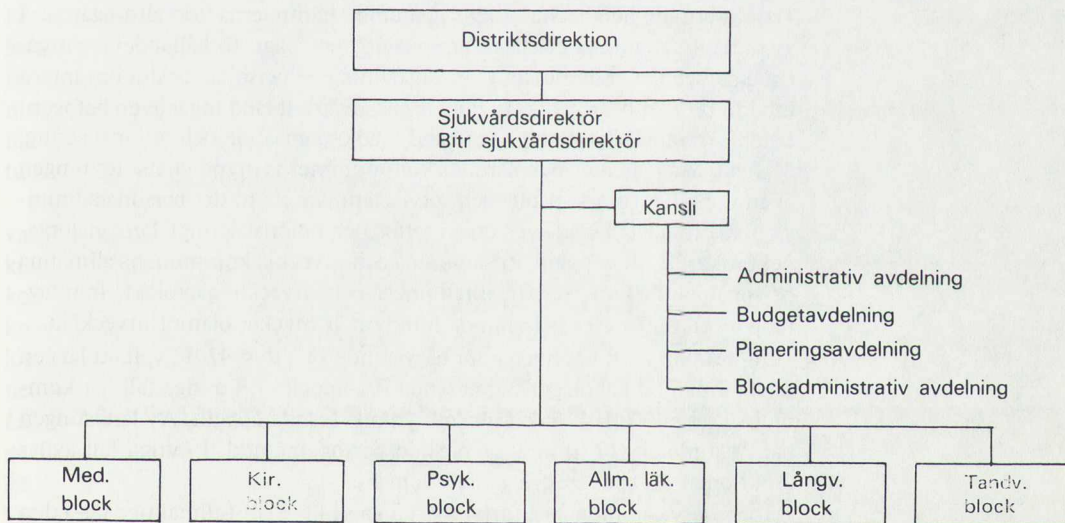 Distriktsdirektion
Sjukvårdsdirektör
Bitr sjukvårdsdirektör
Kansli
Administrativ avdelning
Budgetavdelning
Planeringsavdelning
Blockadministrativ avdelning
Med.
block
Kir.
block
Psyk.
block
Allm. läk.
block
Långv.
block
Tandv.
block